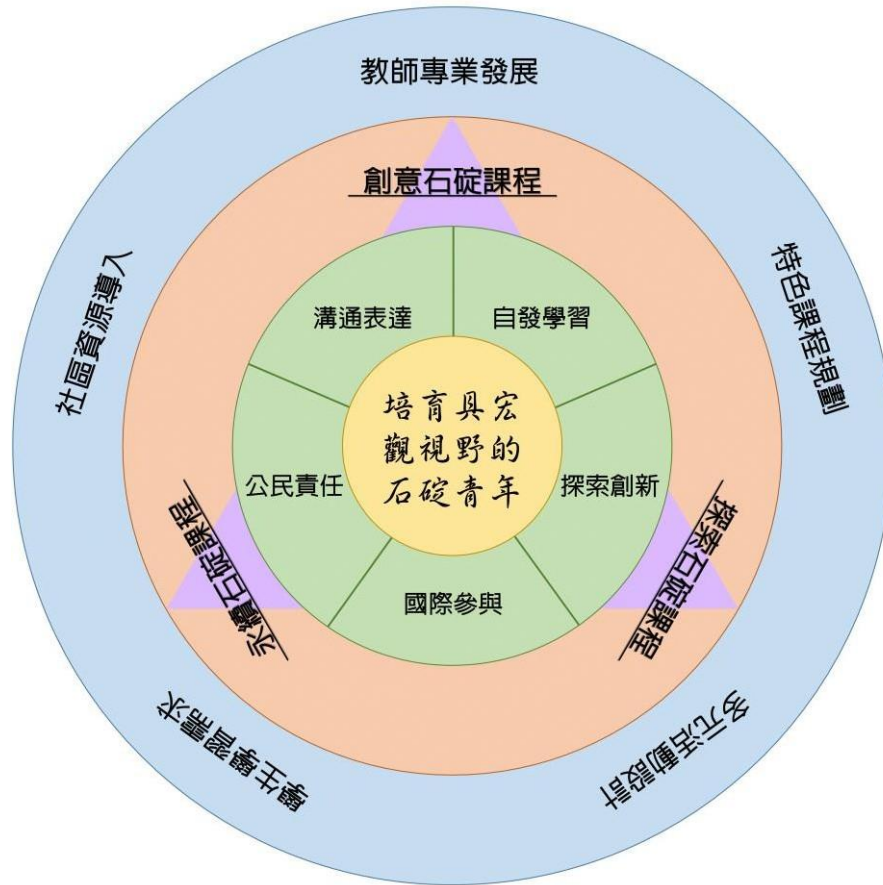 教師專業發展
創意石碇課程
社區資源導入
特色課程規劃
溝通表達
自發學習
培育具宏
觀視野的
石碇青年
公民責任
探索創新
永續石碇課程
探索石碇課程
國際參與
學生學習需求
多元活動設計